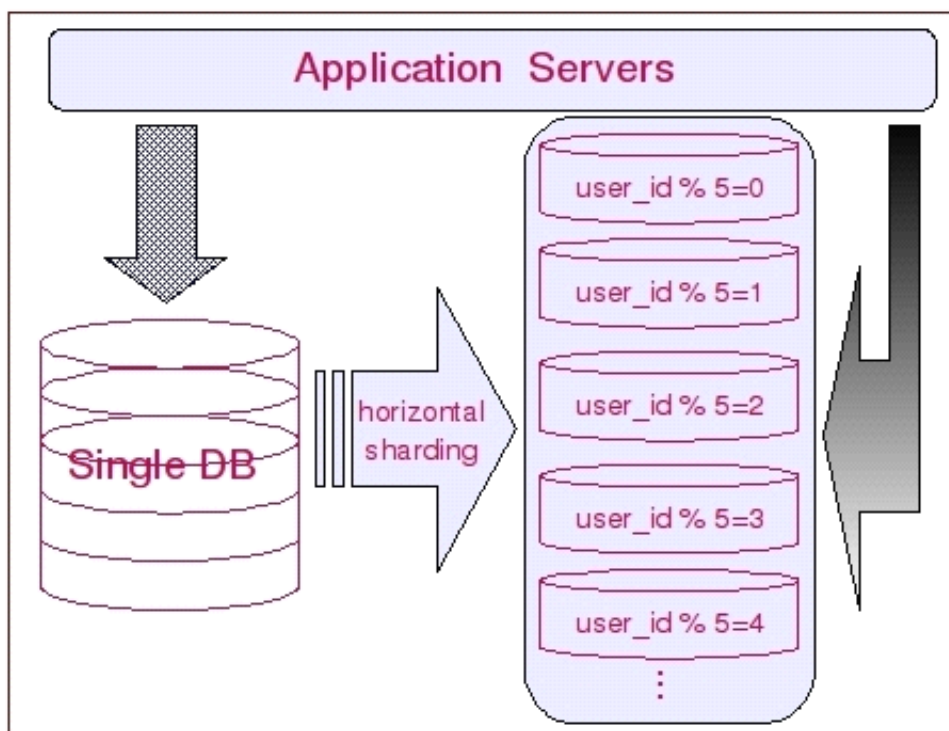 Application Servers
Single DB
horizontal
sharding
user_id % 5=0
user_id % 5=1
user_id % 5=2
user_id % 5=3
user_id % 5=4
⋮